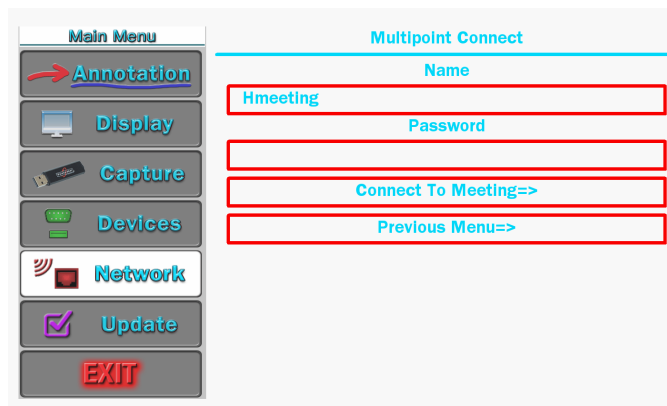 Main Menu
Annotation
Display
Capture
Devices
Network
Update
EXIT
Multipoint Connect
Name
Hmeeting
Password
Connect To Meeting=>
Previous Menu=>